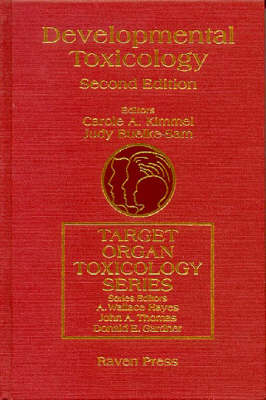 Developmental
Toxicology
Second Edition
Editors
Carole A. Kimmel
Judy Buelke-Sam
TARGET
ORGAN
TOXICOLOGY
SERIES
Series Editors
A. Wallace Hayes
John A. Thomas
Donald E. Gardner
Raven Press